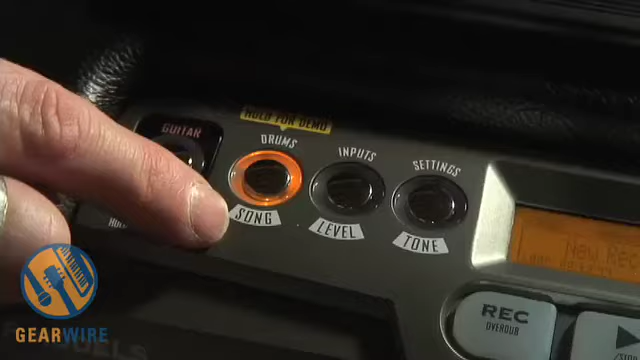 HOLD FOR DEMO
GUITAR
DRUMS
INPUTS
SETTINGS
SONG
LEVEL
TONE
New Rec
REC
OVERDUB
GEARWIRE